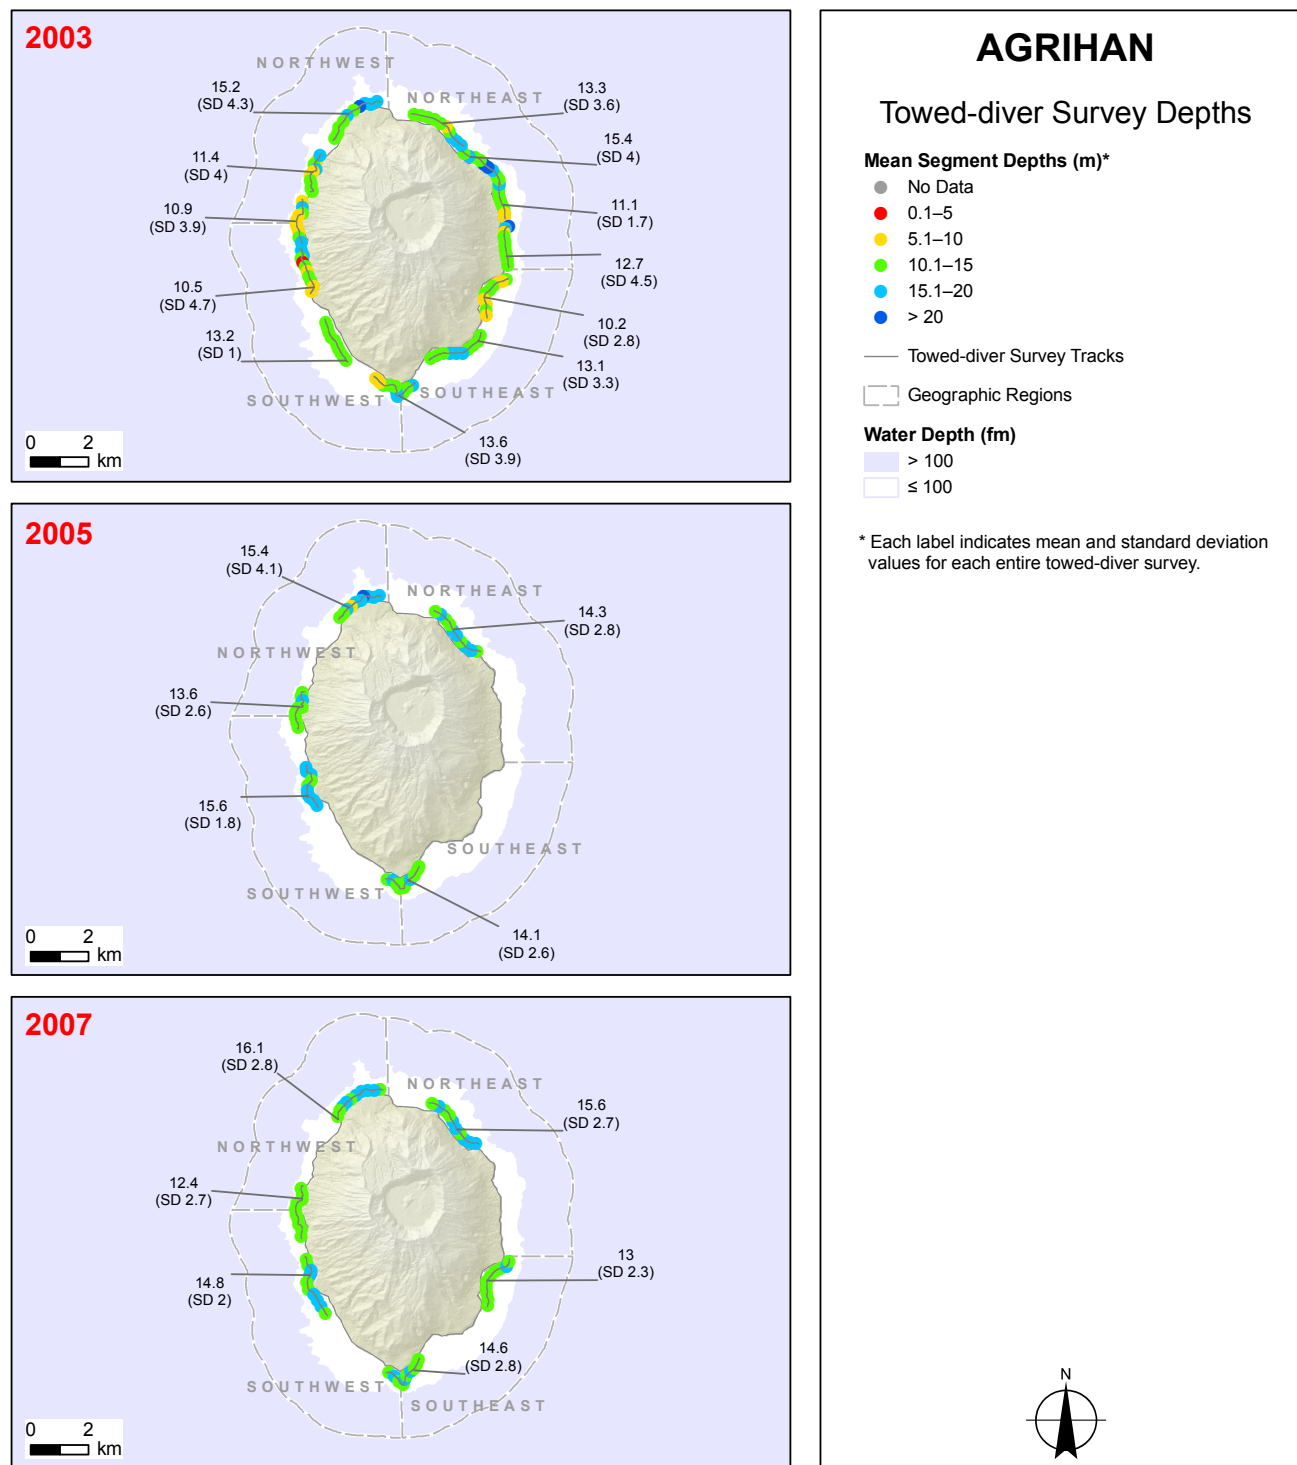 2003
NORTHWEST
NORTHEAST
15.2
(SD 4.3)
13.3
(SD 3.6)
15.4
(SD 4)
11.4
(SD 4)
10.9
(SD 3.9)
11.1
(SD 1.7)
12.7
(SD 4.5)
10.5
(SD 4.7)
10.2
(SD 2.8)
13.2
(SD 1)
13.1
(SD 3.3)
SOUTHWEST
SOUTHEAST
13.6
(SD 3.9)
0 2
km
2005
15.4
(SD 4.1)
NORTHEAST
14.3
(SD 2.8)
NORTHWEST
13.6
(SD 2.6)
15.6
(SD 1.8)
SOUTHEAST
SOUTHWEST
14.1
(SD 2.6)
0 2
km
2007
16.1
(SD 2.8)
NORTHEAST
15.6
(SD 2.7)
NORTHWEST
12.4
(SD 2.7)
13
(SD 2.3)
14.8
(SD 2)
14.6
(SD 2.8)
SOUTHWEST
SOUTHEAST
0 2
km
AGRIHAN
Towed-diver Survey Depths
Mean Segment Depths (m)*
No Data
0.1–5
5.1–10
10.1–15
15.1–20
> 20
Towed-diver Survey Tracks
Geographic Regions
Water Depth (fm)
> 100
≤ 100
* Each label indicates mean and standard deviation
values for each entire towed-diver survey.
N